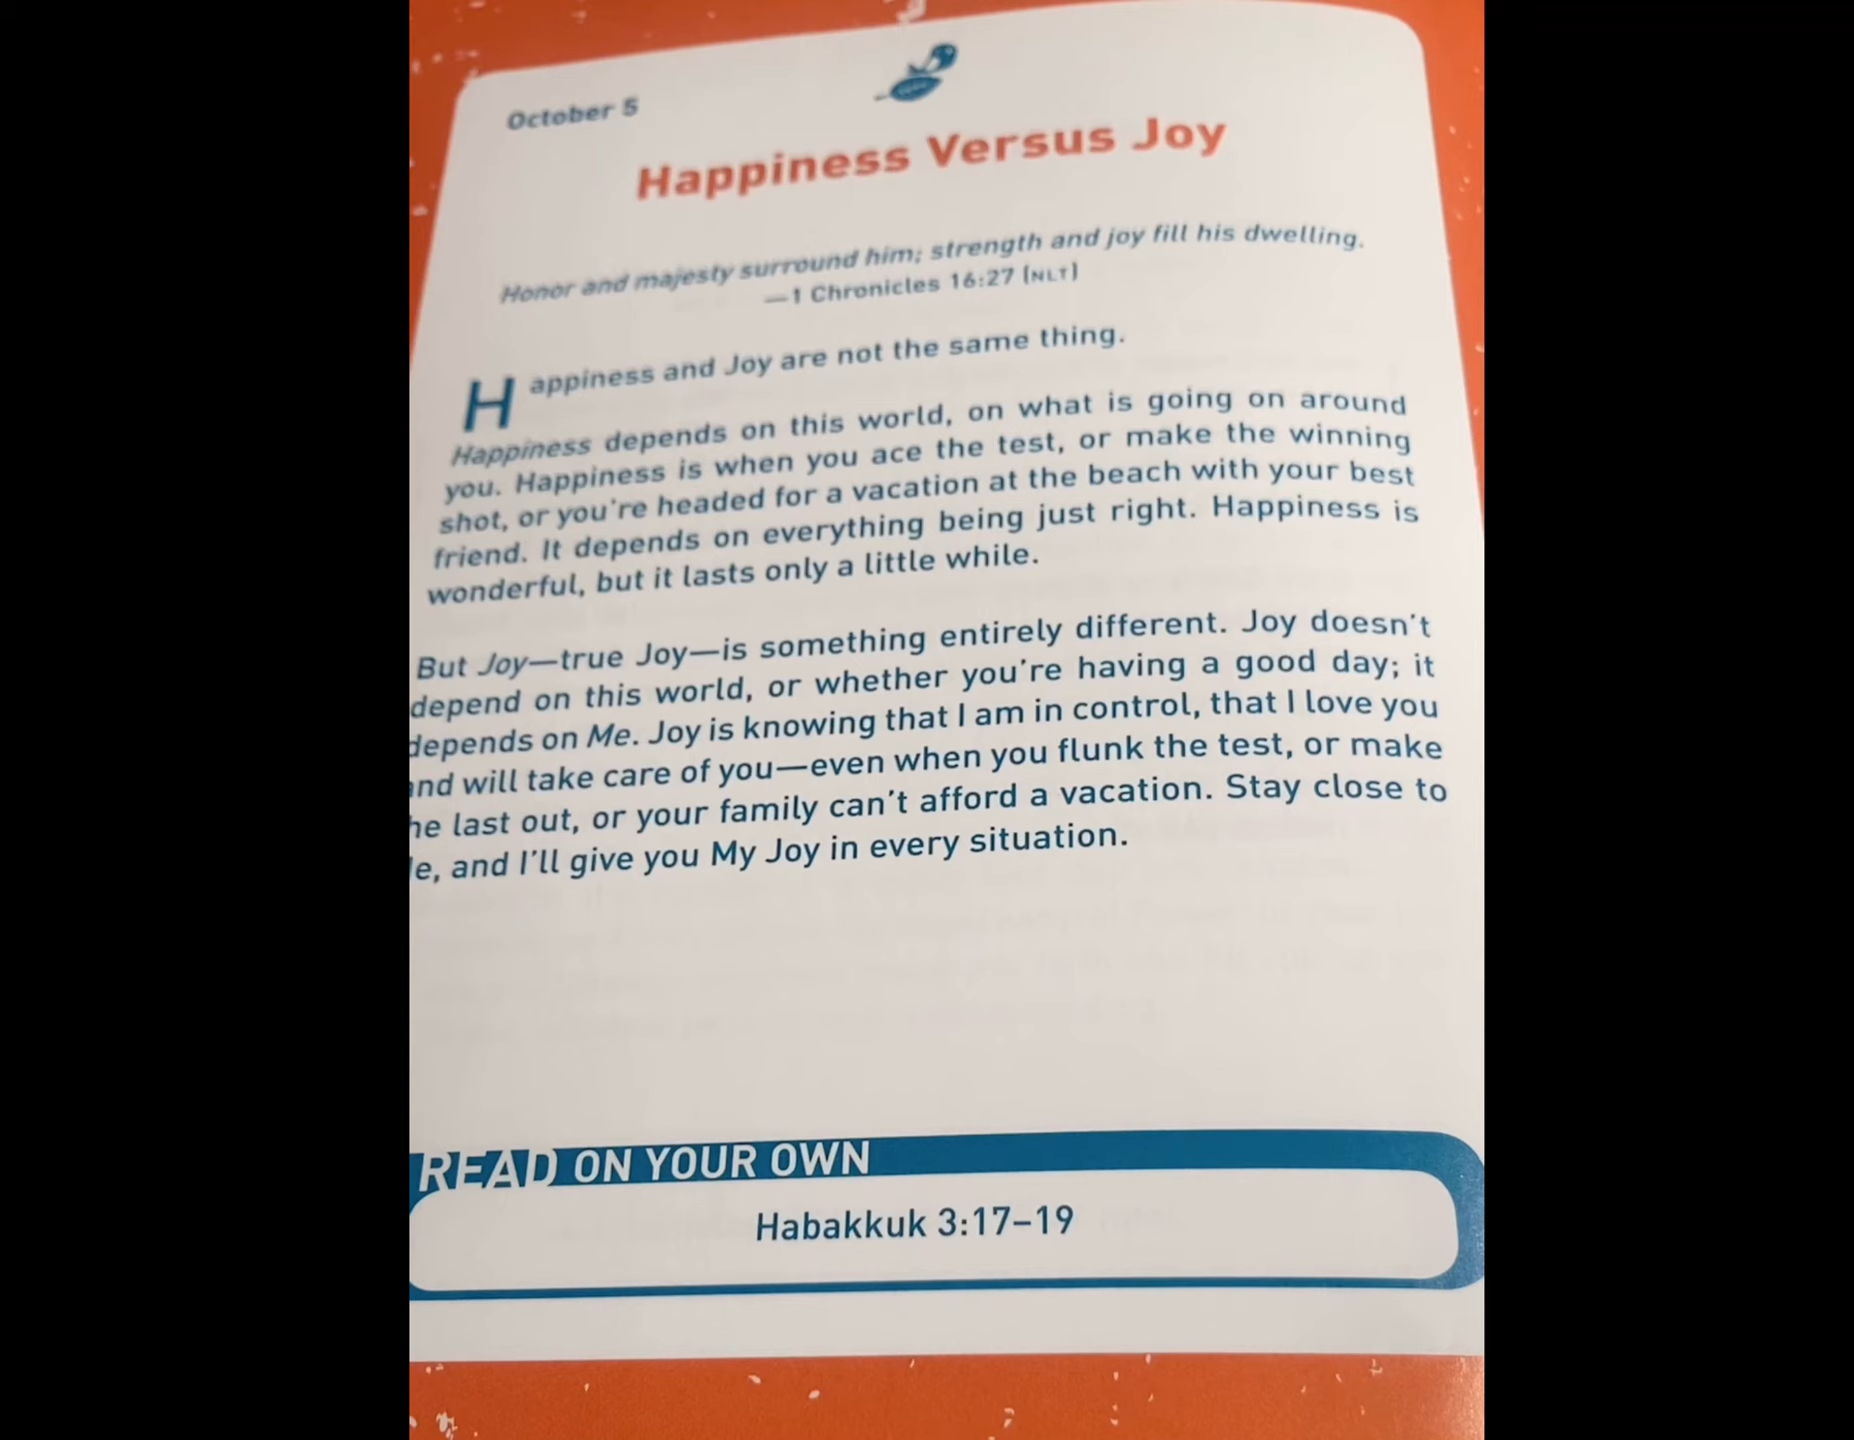 October 5
Happiness Versus Joy
Honor and majesty surround him; strength and joy fill his dwelling.
—1 Chronicles 16:27 (NLT)
Happiness and Joy are not the same thing.
Happiness depends on this world, on what is going on around
you. Happiness is when you ace the test, or make the winning
shot, or you're headed for a vacation at the beach with your best
friend. It depends on everything being just right. Happiness is
wonderful, but it lasts only a little while.
But Joy—true Joy—is something entirely different. Joy doesn't
depend on this world, or whether you're having a good day; it
depends on Me. Joy is knowing that I am in control, that I love you
and will take care of you—even when you flunk the test, or make
he last out, or your family can't afford a vacation. Stay close to
e, and I'll give you My Joy in every situation.
READ ON YOUR OWN
Habakkuk 3:17–19